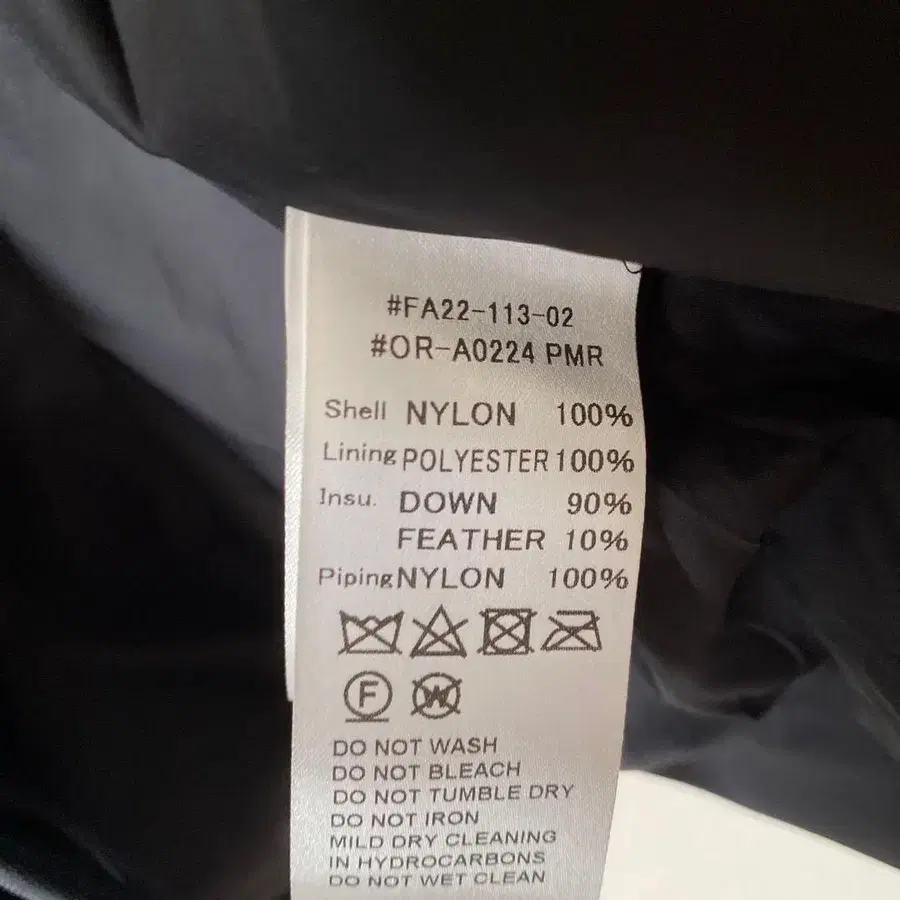 #FA22-113-02
#OR-A0224 PMR
Shell NYLON 100%
Lining POLYESTER 100%
Insu. DOWN 90%
FEATHER 10%
Piping NYLON 100%
F W
DO NOT WASH
DO NOT BLEACH
DO NOT TUMBLE DRY
DO NOT IRON
MILD DRY CLEANING
IN HYDROCARBONS
DO NOT WET CLEAN